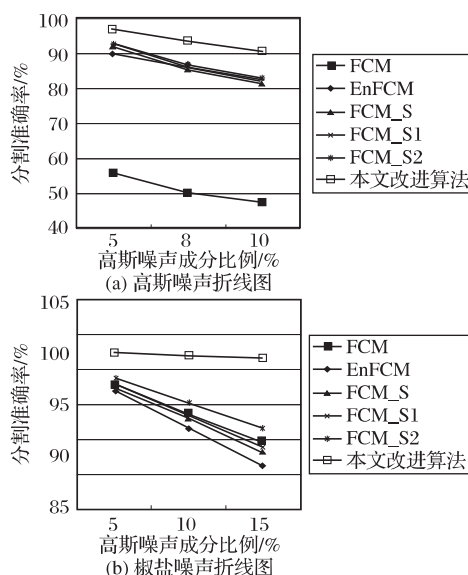 100
90
80
70
60
50
40
分割准确率/%
5 8 10
高斯噪声成分比例/%
(a) 高斯噪声折线图
FCM
EnFCM
FCM_S
FCM_S1
FCM_S2
本文改进算法
105
100
95
90
85
分割准确率/%
5 10 15
高斯噪声成分比例/%
(b) 椒盐噪声折线图
FCM
EnFCM
FCM_S
FCM_S1
FCM_S2
本文改进算法